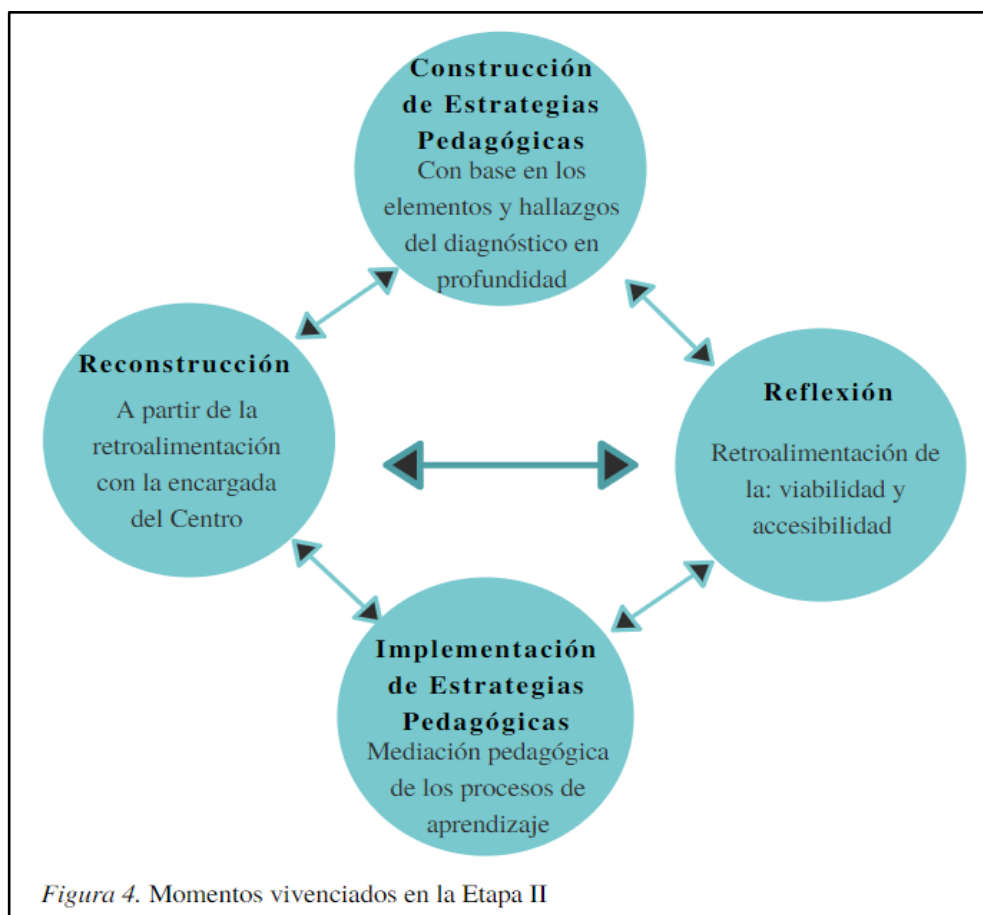 Construcción
de Estrategias
Pedagógicas
Con base en los
elementos y hallazgos
del diagnóstico en
profundidad
Reconstrucción
A partir de la
retroalimentación
con la encargada
del Centro
Reflexión
Retroalimentación de
la: viabilidad y
accesibilidad
Implementación
de Estrategias
Pedagógicas
Mediación pedagógica
de los procesos de
aprendizaje
Figura 4. Momentos vivenciados en la Etapa II